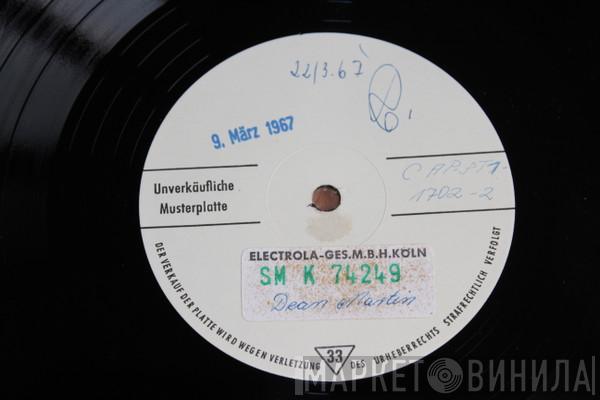 22/3.67
9. März 1967
Unverkäufliche
Musterplatte
1702-2
ELECTROLA-GES.M.B.H.KÖLN
SM K 74249
Dean Martin
DER VERKAUF DER PLATTE WIRD WEGEN VERLETZUNG DES URHEBERRECHTS STRAFRECHTLICH VERFOLGT
33
МАРКЕТ ВИНИЛА